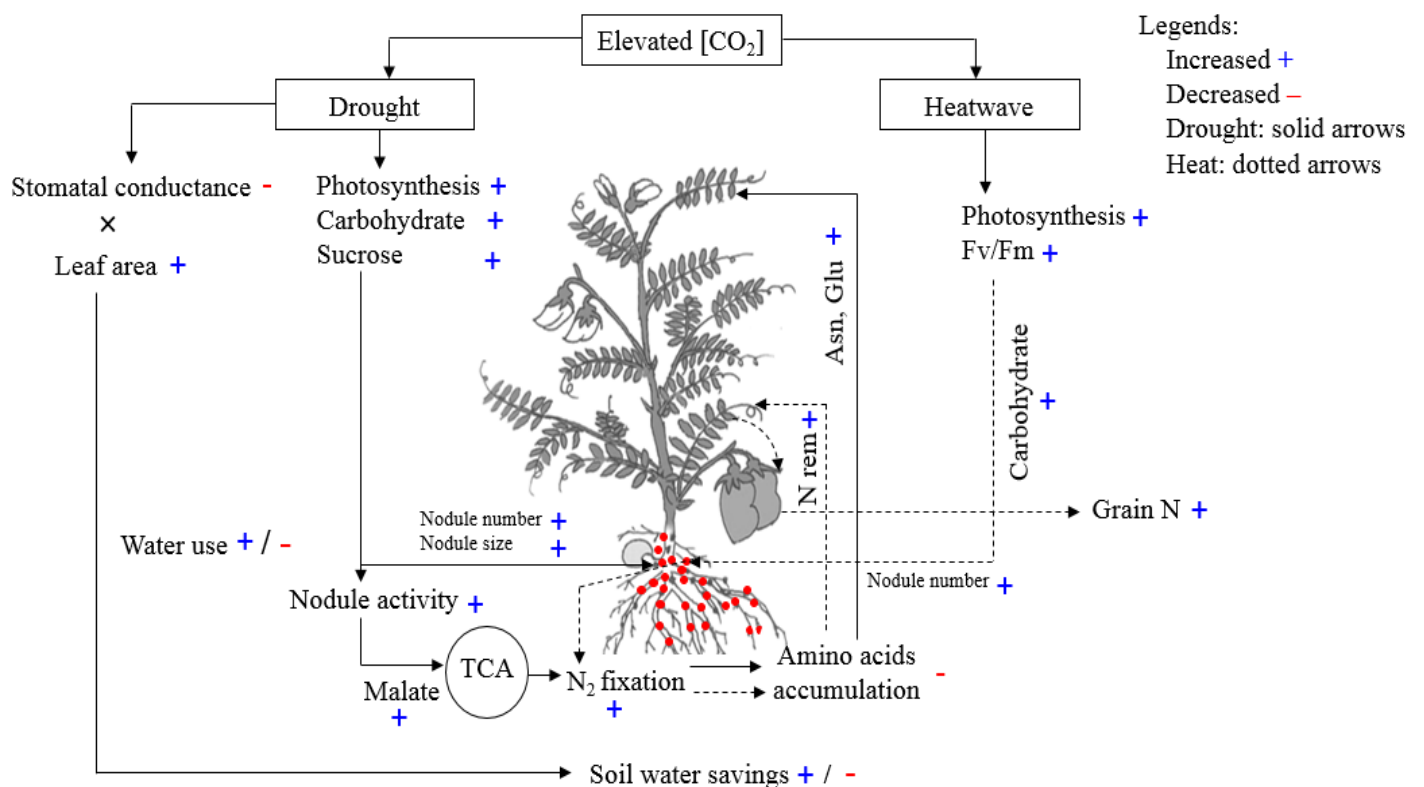 Elevated [CO₂]
Legends:
Increased +
Decreased –
Drought: solid arrows
Heat: dotted arrows
Drought
Heatwave
Stomatal conductance -
×
Leaf area +
Photosynthesis +
Carbohydrate +
Sucrose +
Photosynthesis +
Fv/Fm +
Asn, Glu +
N rem +
Carbohydrate +
Grain N +
Water use + / -
Nodule number +
Nodule size +
Nodule number +
Nodule activity +
Malate +
TCA
N₂ fixation +
Amino acids
accumulation -
Soil water savings + / -